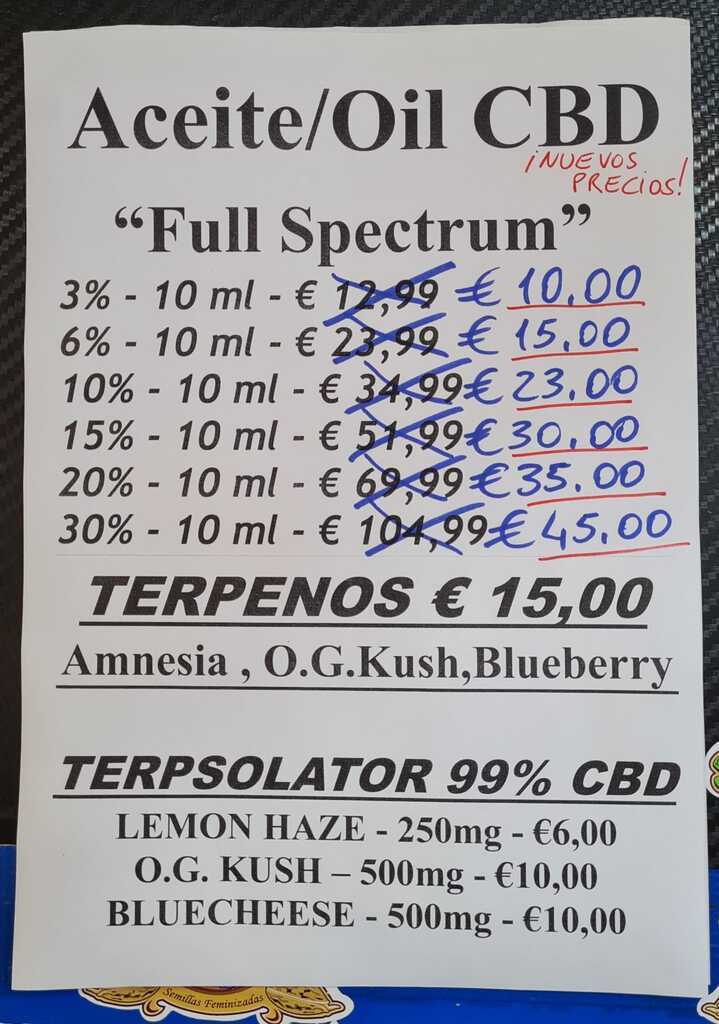 Aceite/Oil CBD
¡NUEVOS
PRECIOS!
“Full Spectrum”
3% - 10 ml - € 12,99 € 10.00
6% - 10 ml - € 23,99 € 15.00
10% - 10 ml - € 34,99 € 23.00
15% - 10 ml - € 51,99 € 30.00
20% - 10 ml - € 69,99 € 35.00
30% - 10 ml - € 104,99 € 45.00
TERPENOS € 15,00
Amnesia , O.G.Kush,Blueberry
TERPSOLATOR 99% CBD
LEMON HAZE - 250mg - €6,00
O.G. KUSH – 500mg - €10,00
BLUECHEESE - 500mg - €10,00
Semillas Feminizadas